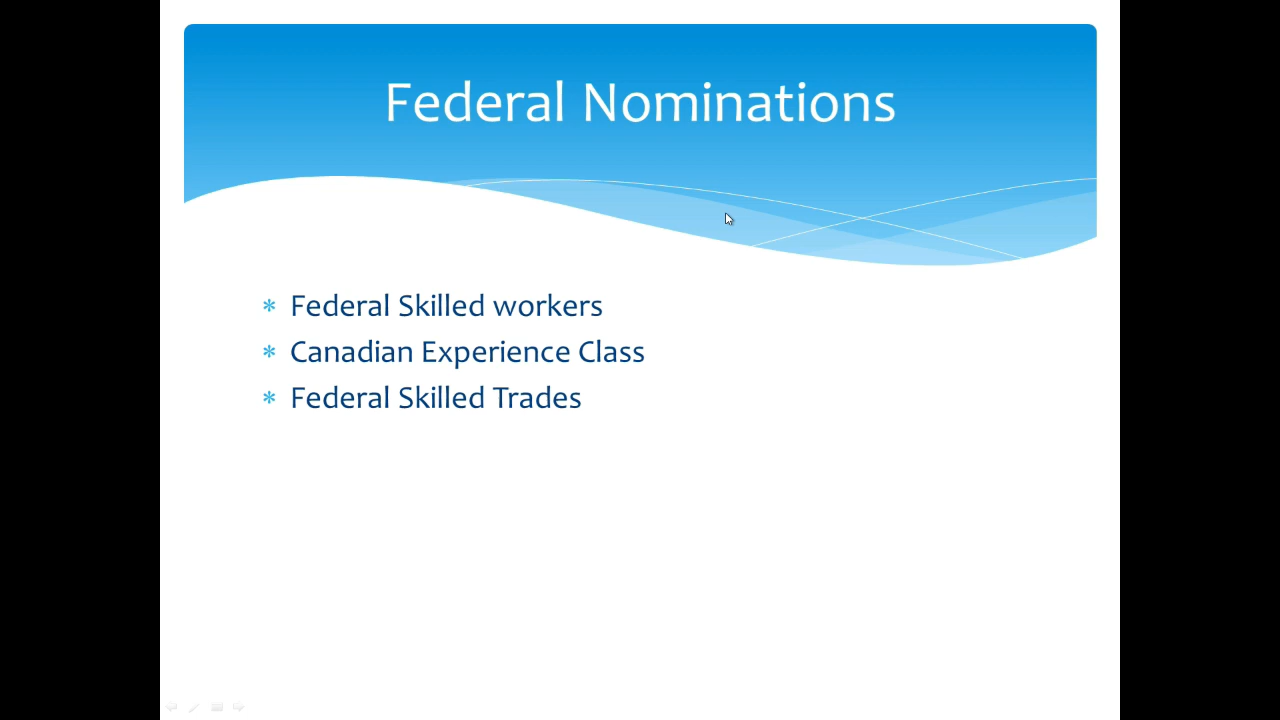 Federal Nominations
* Federal Skilled workers
* Canadian Experience Class
* Federal Skilled Trades